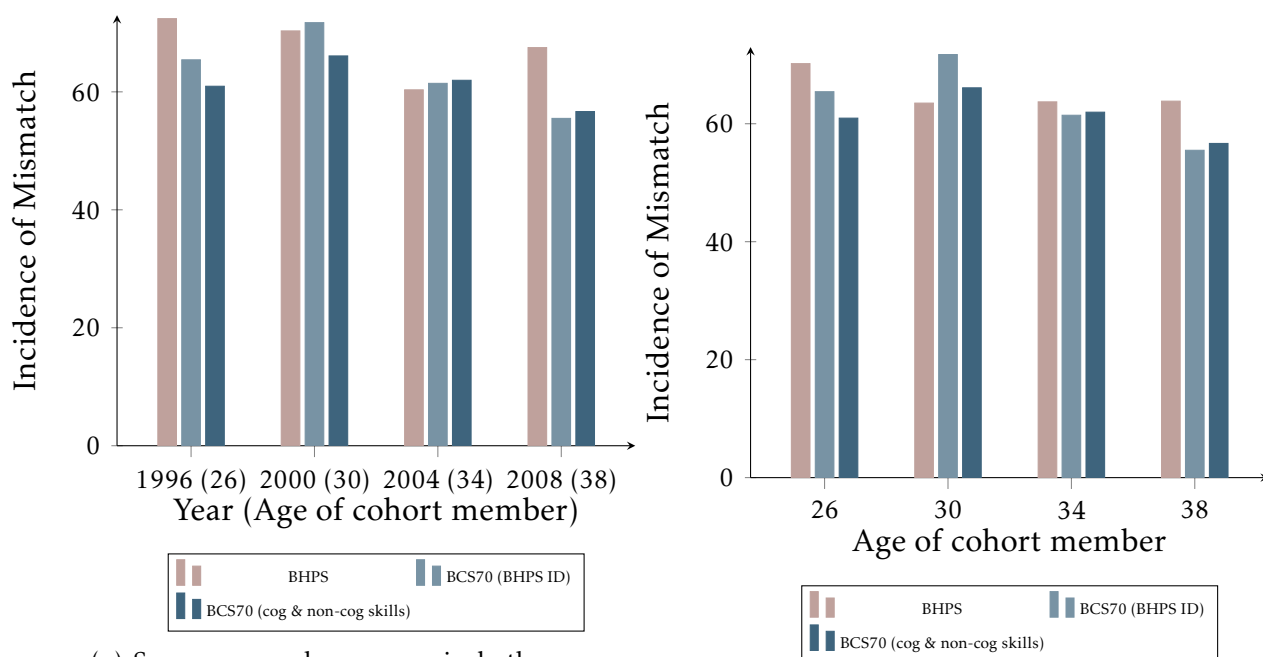 Incidence of Mismatch
60
40
20
0
1996 (26) 2000 (30) 2004 (34) 2008 (38)
Year (Age of cohort member)
BHPS BCS70 (BHPS ID)
BCS70 (cog & non-cog skills)
Incidence of Mismatch
60
40
20
0
26 30 34 38
Age of cohort member
BHPS BCS70 (BHPS ID)
BCS70 (cog & non-cog skills)